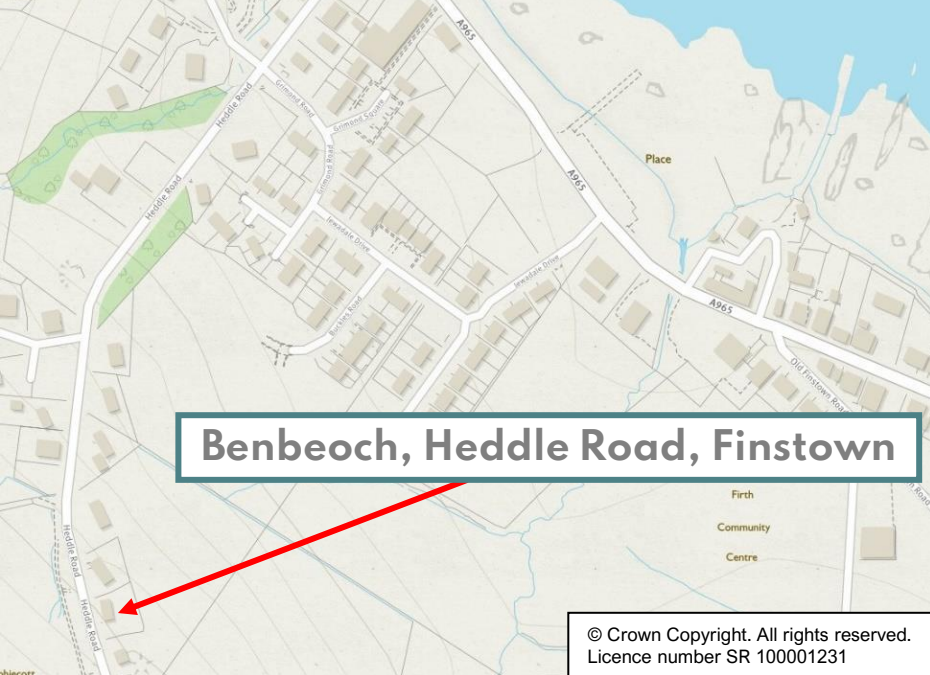 A965
Heddle Road
Grimond Road
Grimond Square
Grimond Road
Place
A965
Heddle Road
Jewadale Drive
Jewadale Drive
Buckles Road
A965
Old Finstown Road
Benbeoch, Heddle Road, Finstown
Firth
Community
Centre
Heddle Road
Heddle Road
© Crown Copyright. All rights reserved.
Licence number SR 100001231